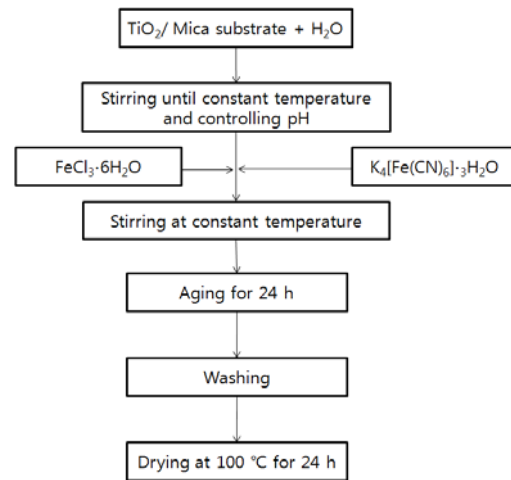 TiO₂/ Mica substrate + H₂O
Stirring until constant temperature
and controlling pH
FeCl₃·6H₂O
K₄[Fe(CN)₆]·₃H₂O
Stirring at constant temperature
Aging for 24 h
Washing
Drying at 100 ℃ for 24 h